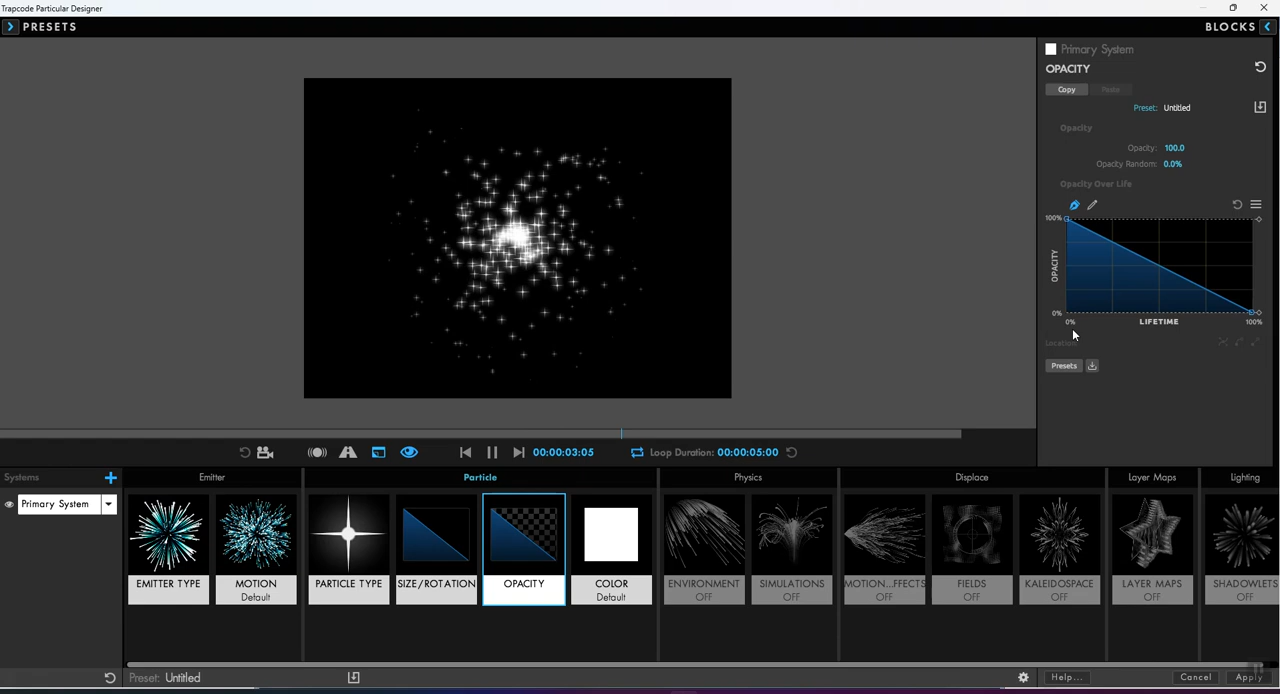 Trapcode Particular Designer
PRESETS
BLOCKS
Primary System
OPACITY
Copy
Paste
Preset: Untitled
Opacity
Opacity: 100.0
Opacity Random: 0.0%
Opacity Over Life
100%
OPACITY
0%
0%
LIFETIME
100%
Location:
Presets
00:00:03:05
Loop Duration: 00:00:05:00
Systems
Emitter
Particle
Physics
Displace
Layer Maps
Lighting
Primary System
EMITTER TYPE
MOTION
Default
PARTICLE TYPE
SIZE/ROTATION
OPACITY
COLOR
Default
ENVIRONMENT
OFF
SIMULATIONS
OFF
MOTION...FFECTS
OFF
FIELDS
OFF
KALEIDOSPACE
OFF
LAYER MAPS
OFF
SHADOWLETS
OFF
Preset: Untitled
Help...
Cancel
Apply